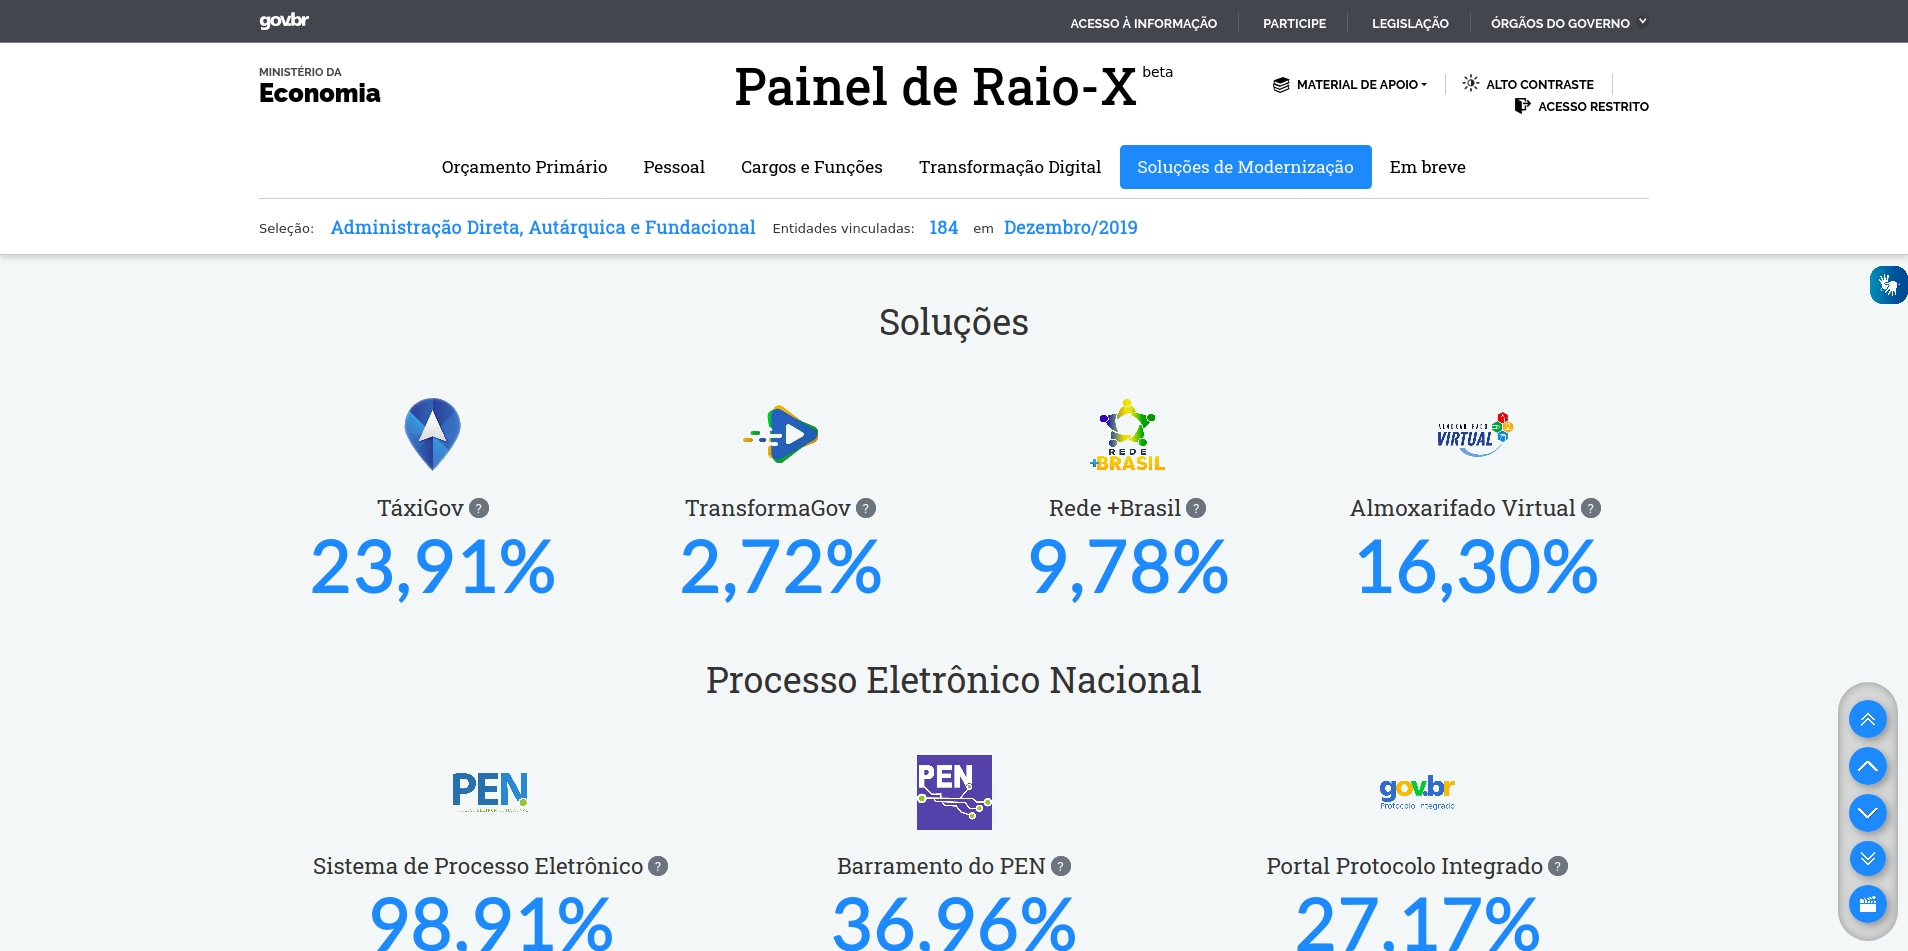 gov.br
ACESSO À INFORMAÇÃO
PARTICIPE
LEGISLAÇÃO
ÓRGÃOS DO GOVERNO
MINISTÉRIO DA
Economia
Painel de Raio-X beta
MATERIAL DE APOIO
ALTO CONTRASTE
ACESSO RESTRITO
Orçamento Primário
Pessoal
Cargos e Funções
Transformação Digital
Soluções de Modernização
Em breve
Seleção: Administração Direta, Autárquica e Fundacional Entidades vinculadas: 184 em Dezembro/2019
Soluções
REDE
+BRASIL
ALMOXARIFADO
VIRTUAL
TáxiGov ?
TransformaGov ?
Rede +Brasil ?
Almoxarifado Virtual ?
23,91%
2,72%
9,78%
16,30%
Processo Eletrônico Nacional
PEN
PEN
gov.br
Protocolo Integrado
Sistema de Processo Eletrônico ?
Barramento do PEN ?
Portal Protocolo Integrado ?
98,91%
36,96%
27,17%